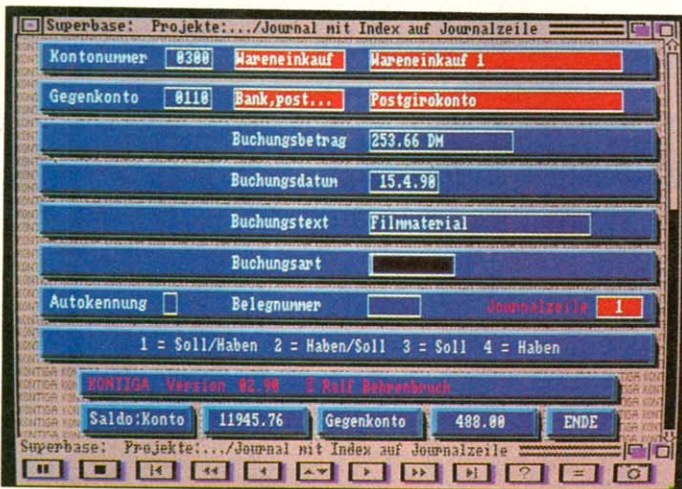 Superbase: Projekte:.../Journal mit Index auf Journalzeile
Kontonummer 0300 Wareneinkauf Wareneinkauf 1
Gegenkonto 0110 Bank,post... Postgirokonto
Buchungsbetrag 253.66 DM
Buchungsdatum 15.4.90
Buchungstext Filmmaterial
Buchungsart
Autokennung Belegnummer Journalzeile 1
1 = Soll/Haben 2 = Haben/Soll 3 = Soll 4 = Haben
KONTIGA Version 02.90 © Ralf Behrenbruch
Saldo:Konto 11945.76 Gegenkonto 488.00 ENDE
Superbase: Projekte:.../Journal mit Index auf Journalzeile
? =